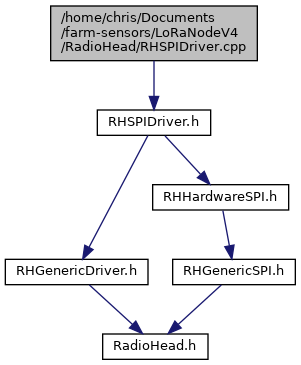 /home/chris/Documents
/farm-sensors/LoRaNodeV4
/RadioHead/RHSPIDriver.cpp
RHSPIDriver.h
RHHardwareSPI.h
RHGenericDriver.h
RHGenericSPI.h
RadioHead.h